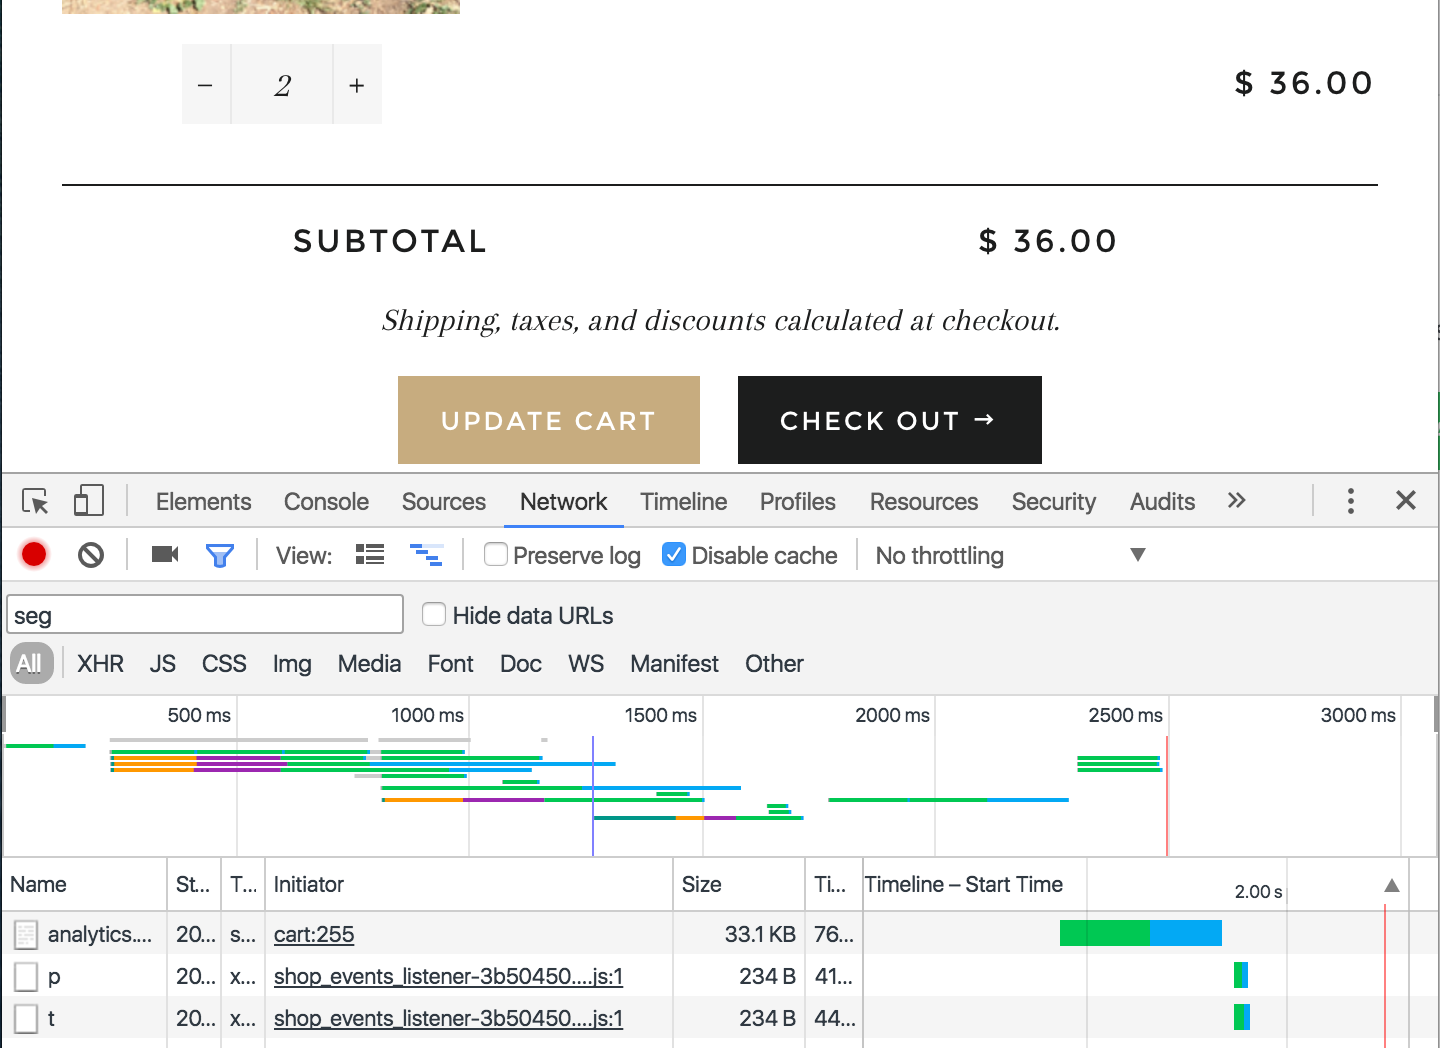 − 2 + $ 36.00
SUBTOTAL $ 36.00
Shipping, taxes, and discounts calculated at checkout.
UPDATE CART CHECK OUT →
Elements Console Sources Network Timeline Profiles Resources Security Audits »
View: Preserve log Disable cache No throttling ▼
seg Hide data URLs
All XHR JS CSS Img Media Font Doc WS Manifest Other
500 ms 1000 ms 1500 ms 2000 ms 2500 ms 3000 ms
Name St... T... Initiator Size Ti... Timeline – Start Time 2.00 s ▲
analytics.... 20... s... cart:255 33.1 KB 76...
p 20... x... shop_events_listener-3b50450....js:1 234 B 41...
t 20... x... shop_events_listener-3b50450....js:1 234 B 44...